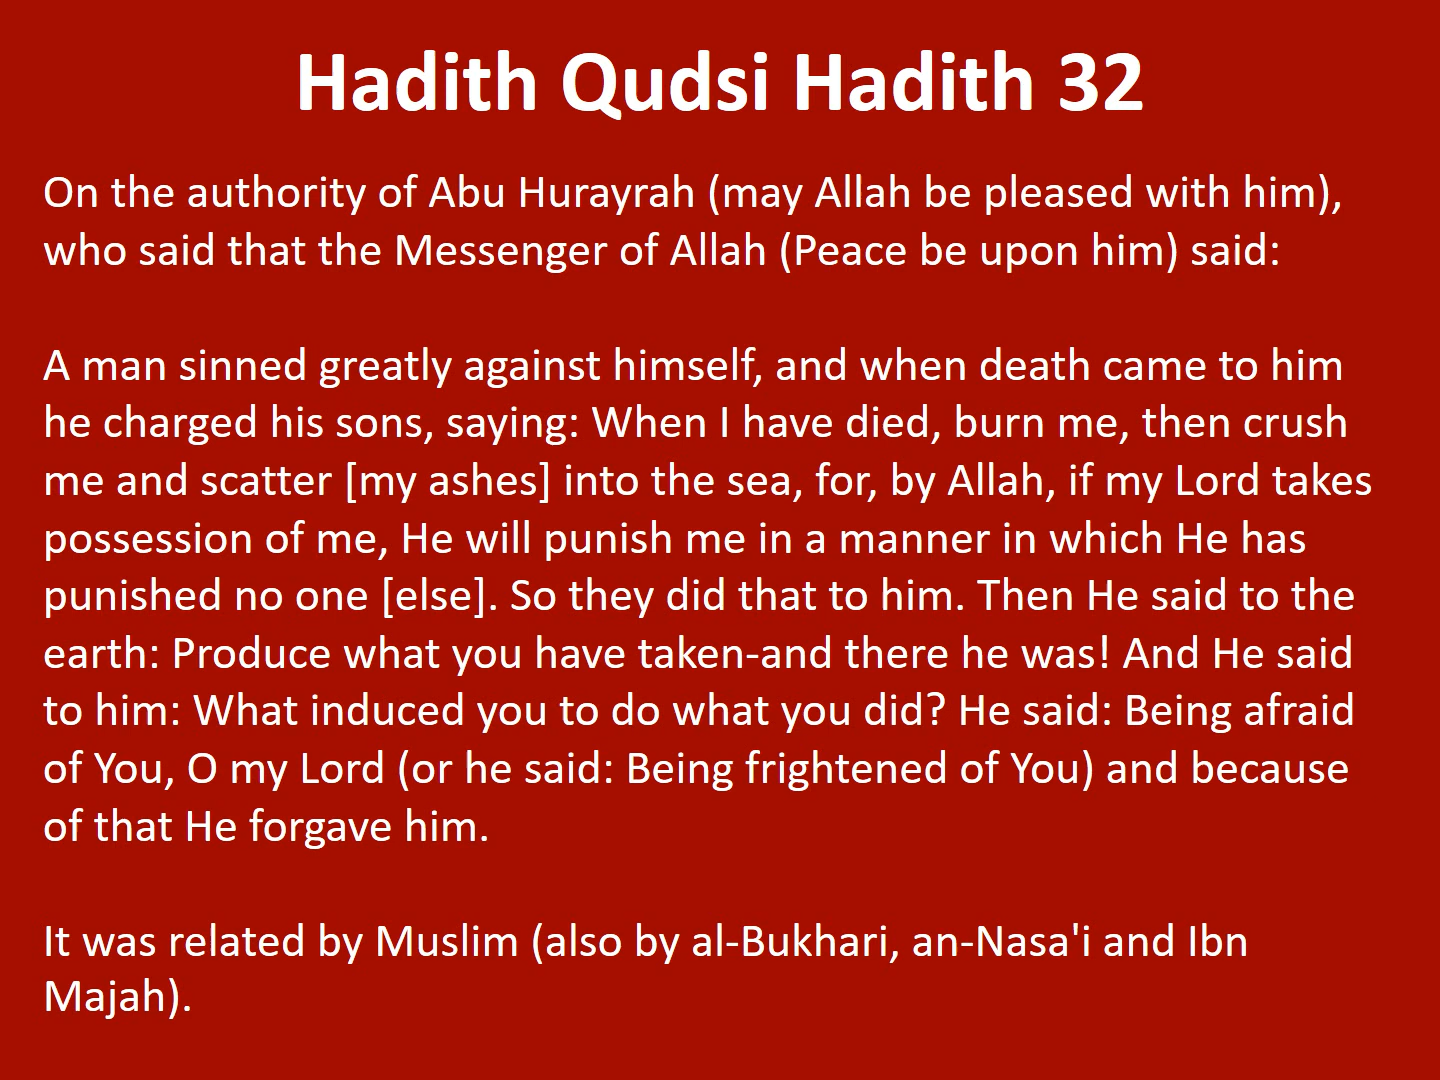 Hadith Qudsi Hadith 32
On the authority of Abu Hurayrah (may Allah be pleased with him),
who said that the Messenger of Allah (Peace be upon him) said:
A man sinned greatly against himself, and when death came to him
he charged his sons, saying: When I have died, burn me, then crush
me and scatter [my ashes] into the sea, for, by Allah, if my Lord takes
possession of me, He will punish me in a manner in which He has
punished no one [else]. So they did that to him. Then He said to the
earth: Produce what you have taken-and there he was! And He said
to him: What induced you to do what you did? He said: Being afraid
of You, O my Lord (or he said: Being frightened of You) and because
of that He forgave him.
It was related by Muslim (also by al-Bukhari, an-Nasa'i and Ibn
Majah).